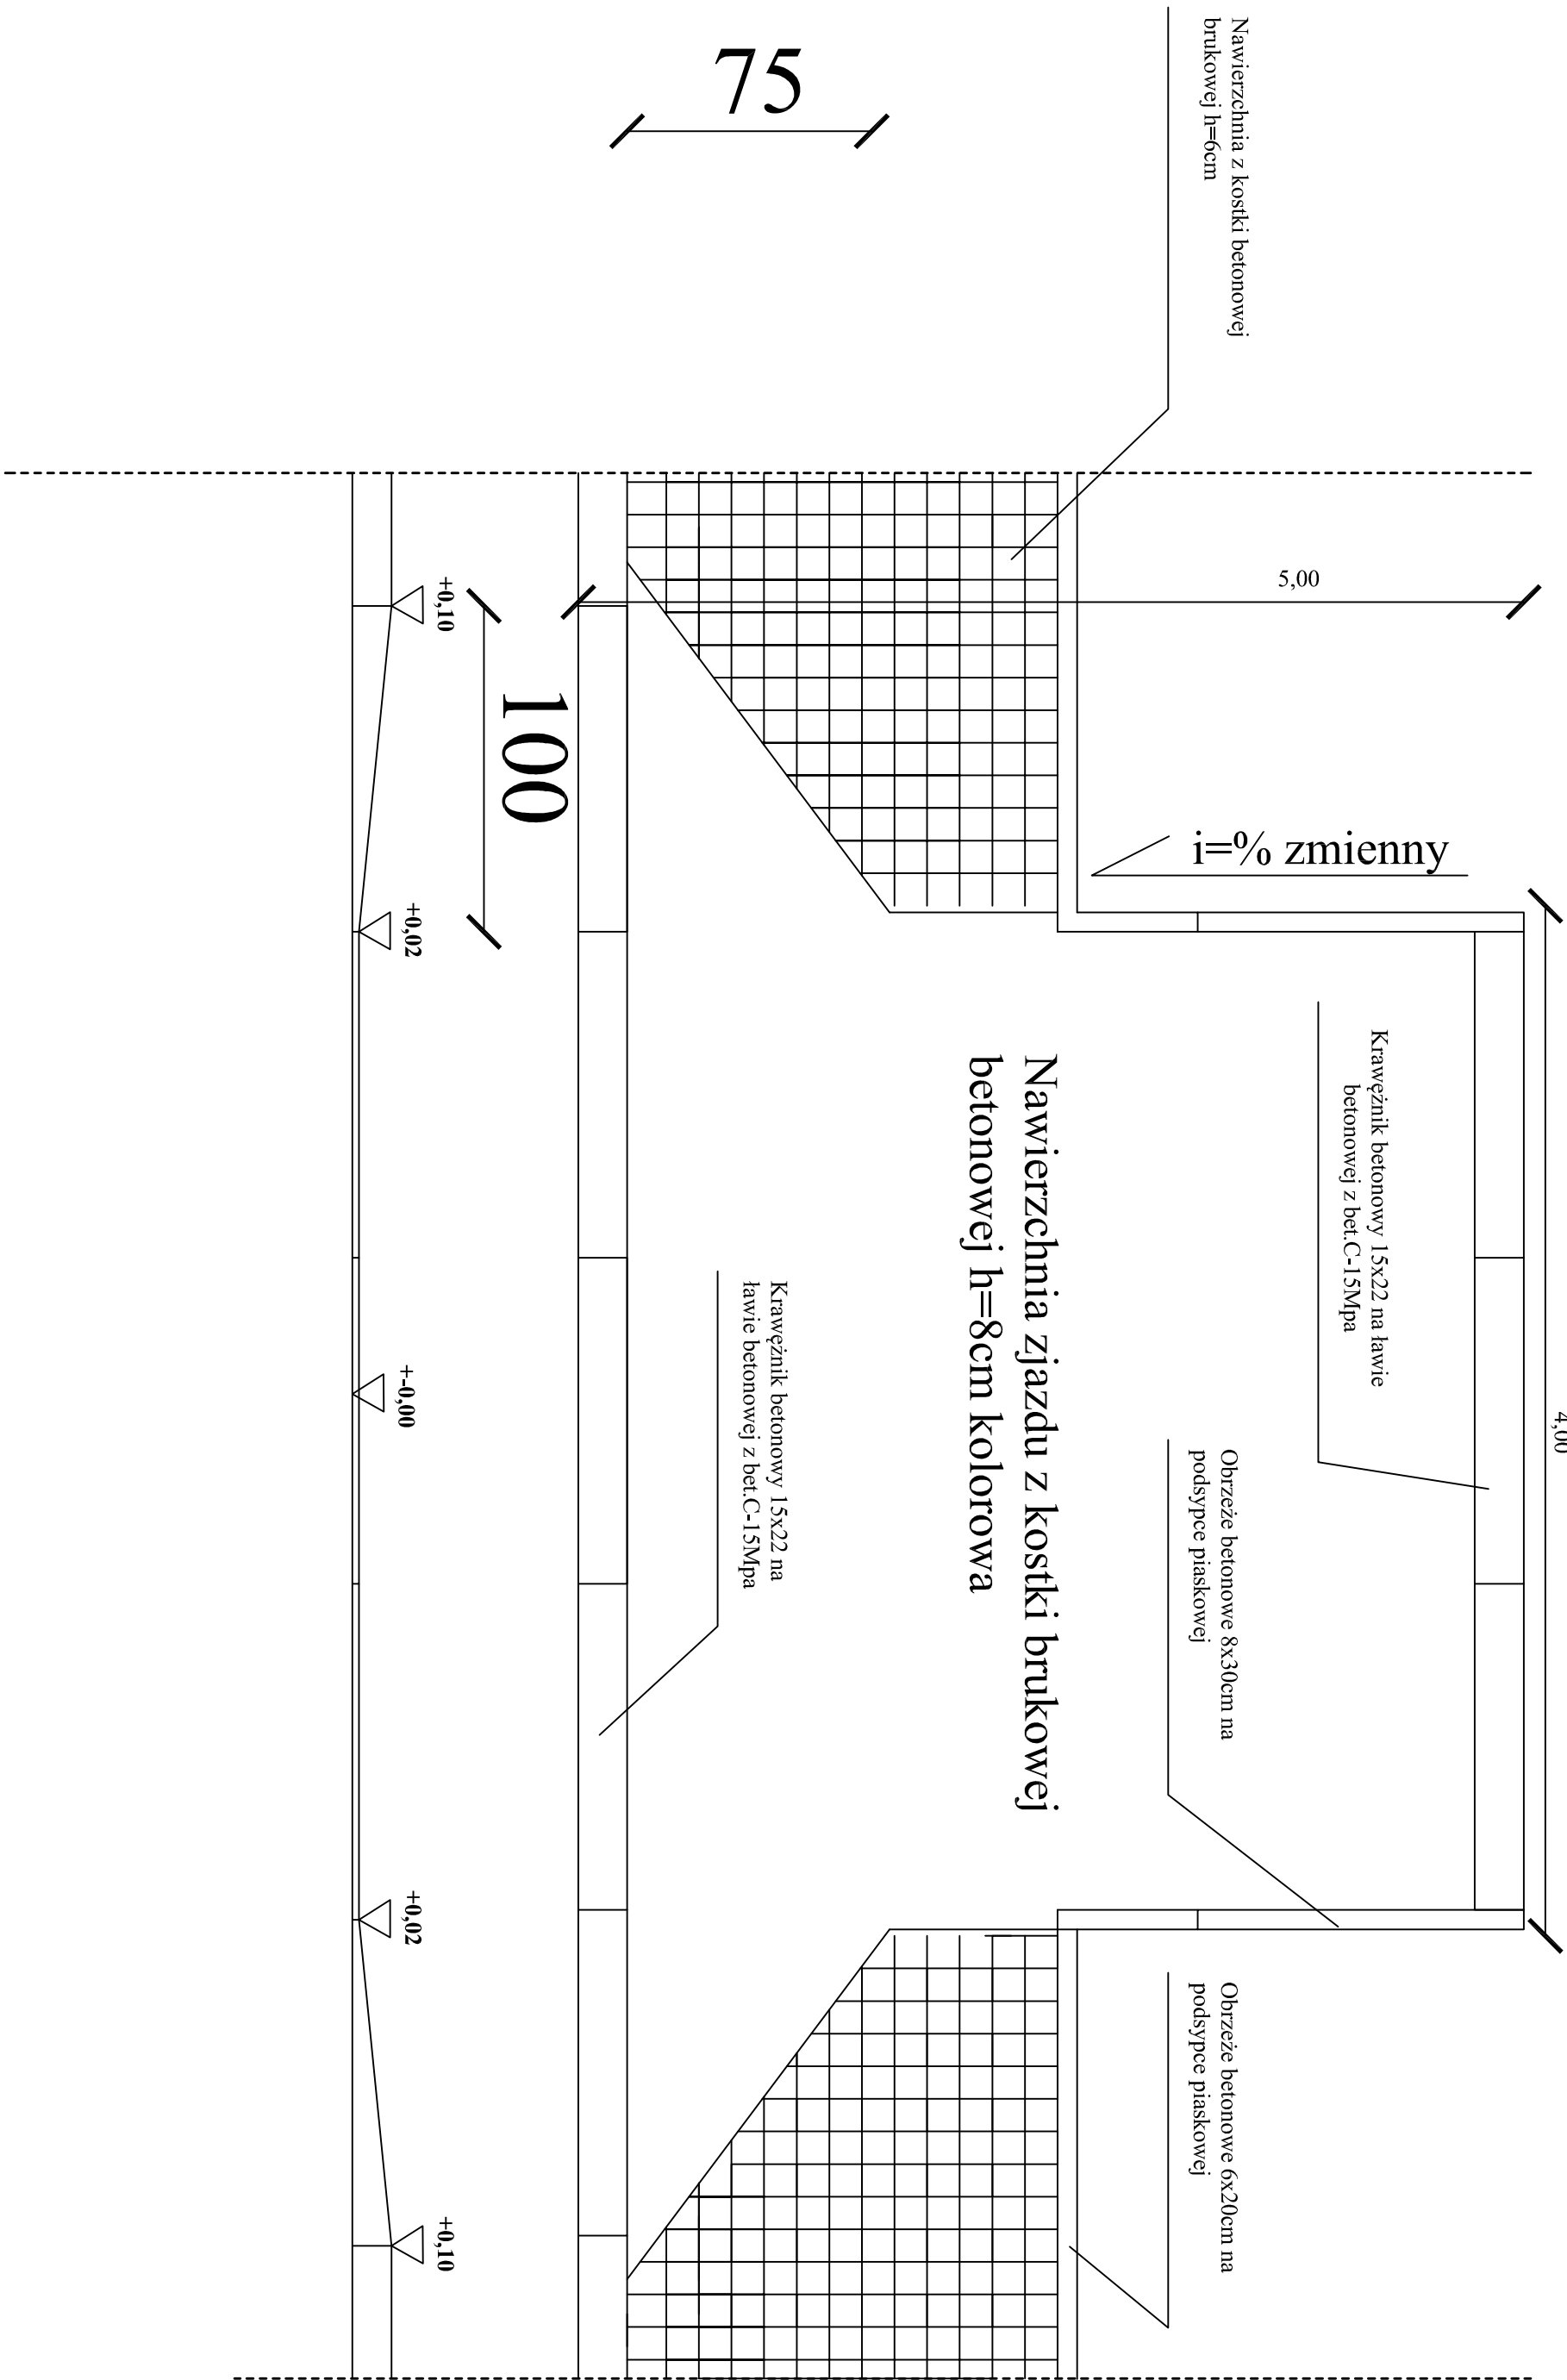 Nawierzchnia z kostki betonowej
brukowej h=6cm
75
5,00
i=% zmienny
4,00
Krawężnik betonowy 15x22 na ławie
betonowej z bet.C-15Mpa
Obrzeże betonowe 8x30cm na
podsypce piaskowej
Obrzeże betonowe 6x20cm na
podsypce piaskowej
Nawierzchnia zjazdu z kostki brukowej
betonowej h=8cm kolorowa
Krawężnik betonowy 15x22 na
ławie betonowej z bet.C-15Mpa
100
+0,10
+0,02
+-0,00
+0,02
+0,10